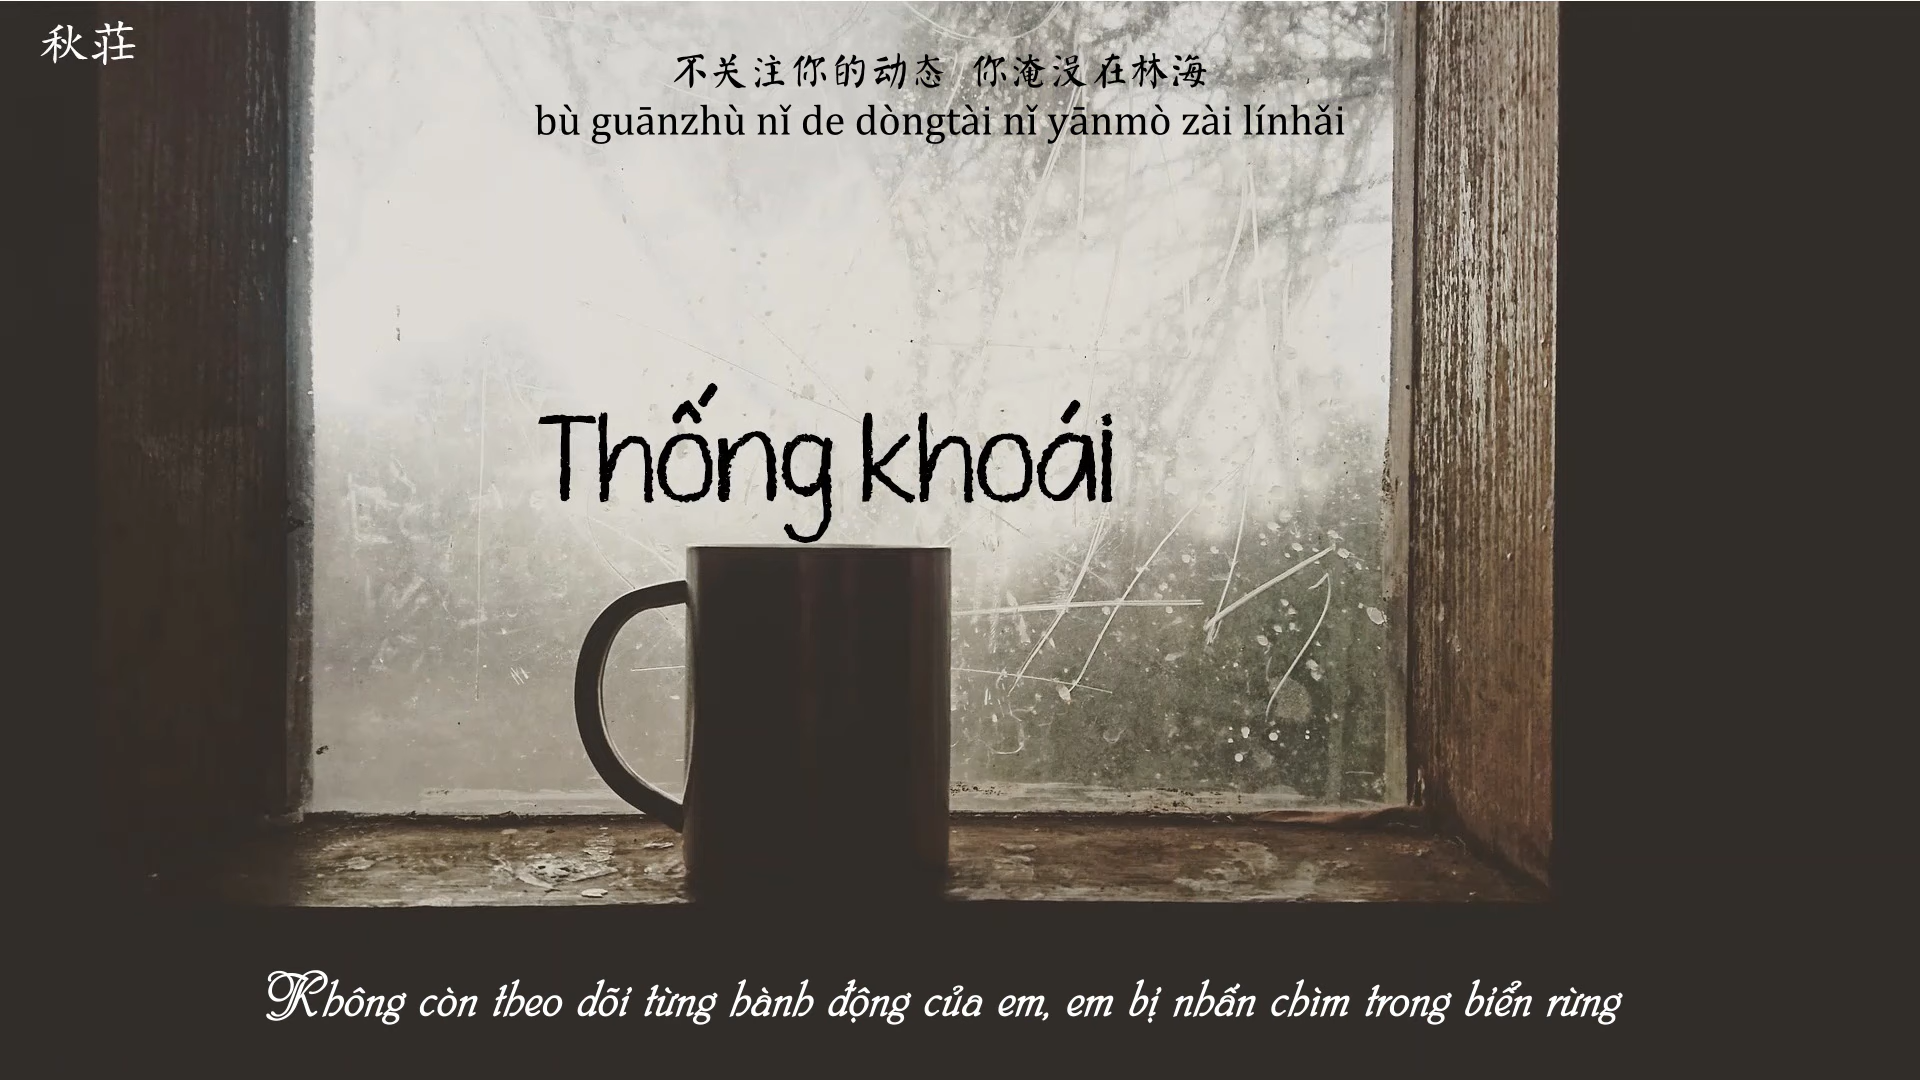 秋荘
不关注你的动态 你淹没在林海
bù guānzhù nǐ de dòngtài nǐ yānmò zài línhǎi
Thống khoái
Không còn theo dõi từng hành động của em, em bị nhấn chìm trong biển rừng